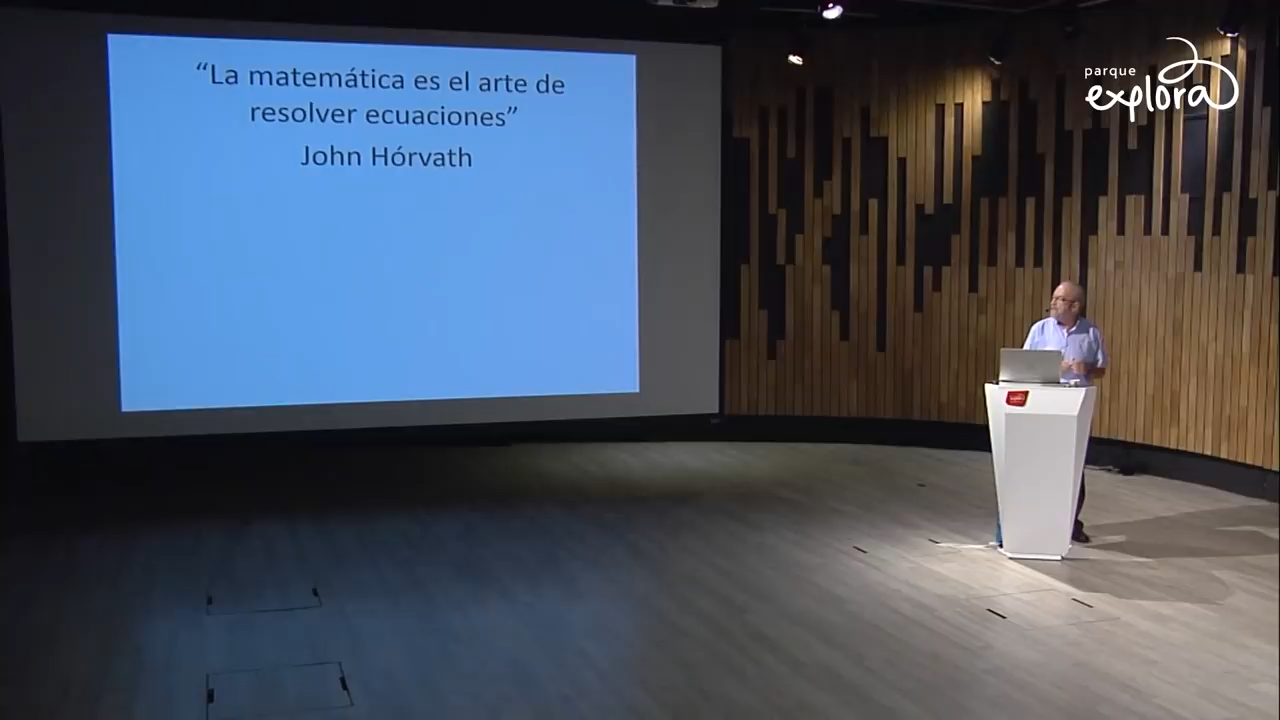 “La matemática es el arte de
resolver ecuaciones”
John Hórvath
parque
explora